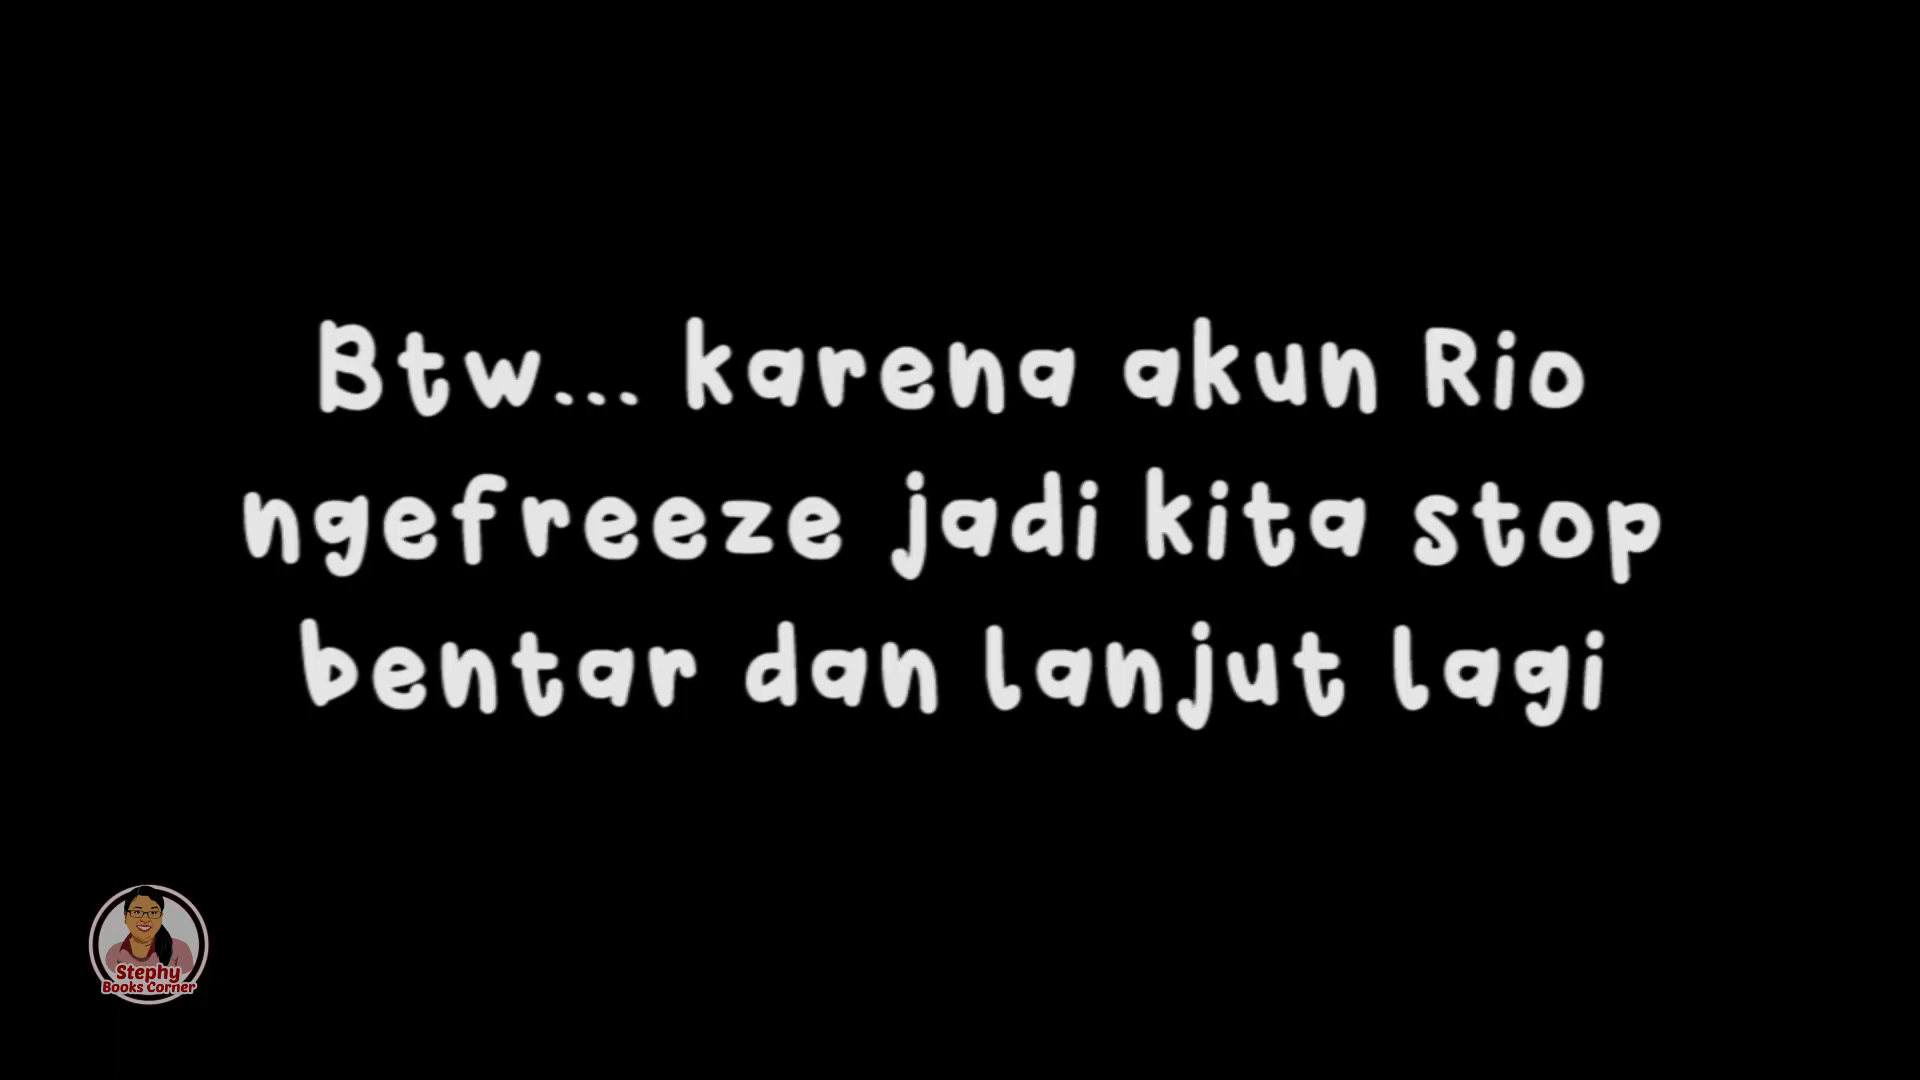 Btw... karena akun Rio
ngefreeze jadi kita stop
bentar dan lanjut lagi
Stephy
Books Corner